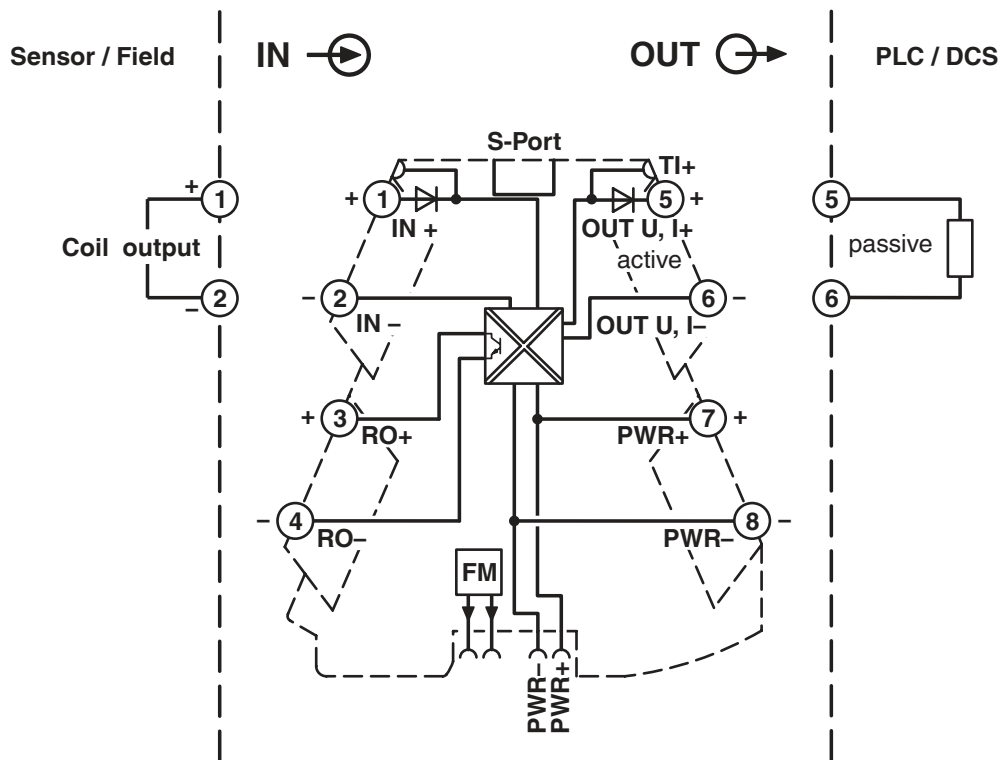 Sensor / Field
IN
OUT
PLC / DCS
S-Port
TI+
+
1
+
1
5
+
5
IN +
OUT U, I+
Coil output
active
passive
2
–
–
2
6
–
6
IN –
OUT U, I–
+
3
7
+
RO+
PWR+
–
4
8
–
RO–
PWR–
FM
PWR–
PWR+